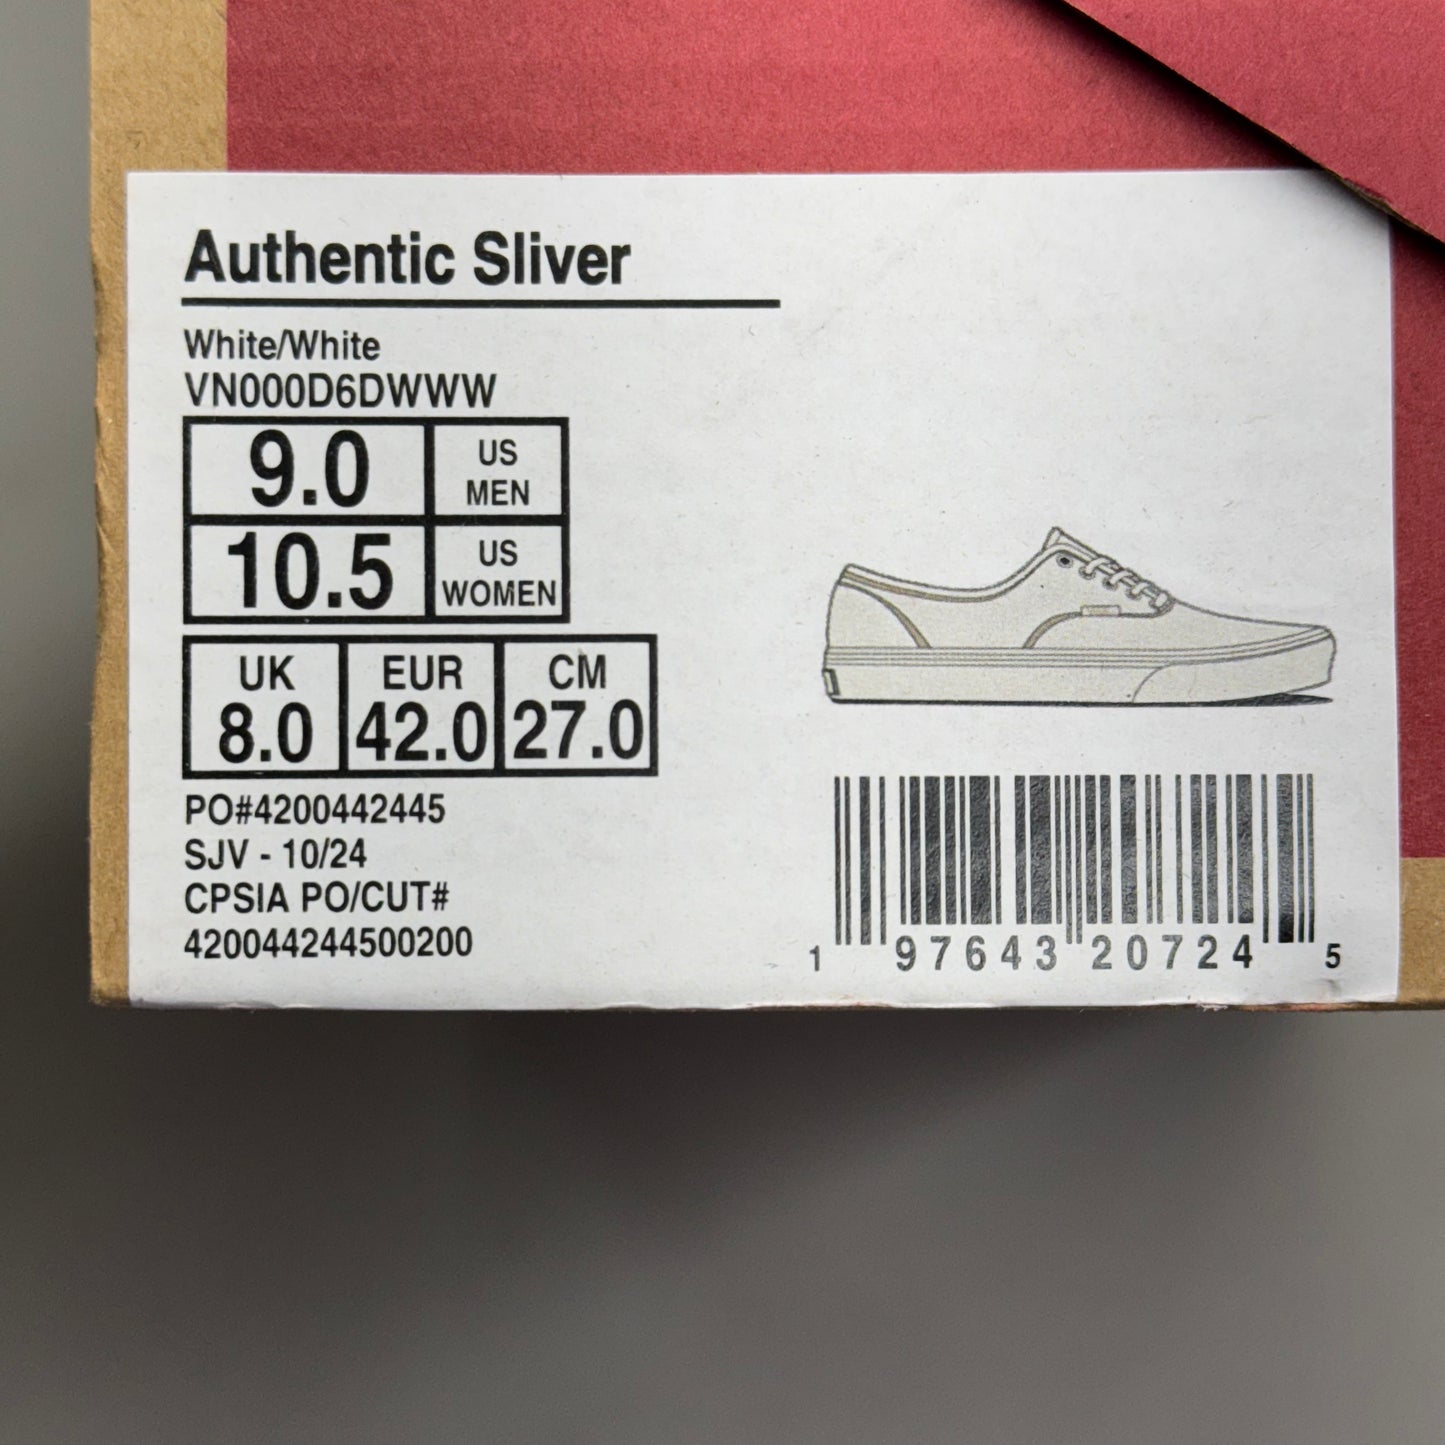 Authentic Sliver
White/White
VN000D6DWWW
9.0 US MEN
10.5 US WOMEN
UK EUR CM
8.0 42.0 27.0
PO#4200442445
SJV - 10/24
CPSIA PO/CUT#
420044244500200
1 97643 20724 5